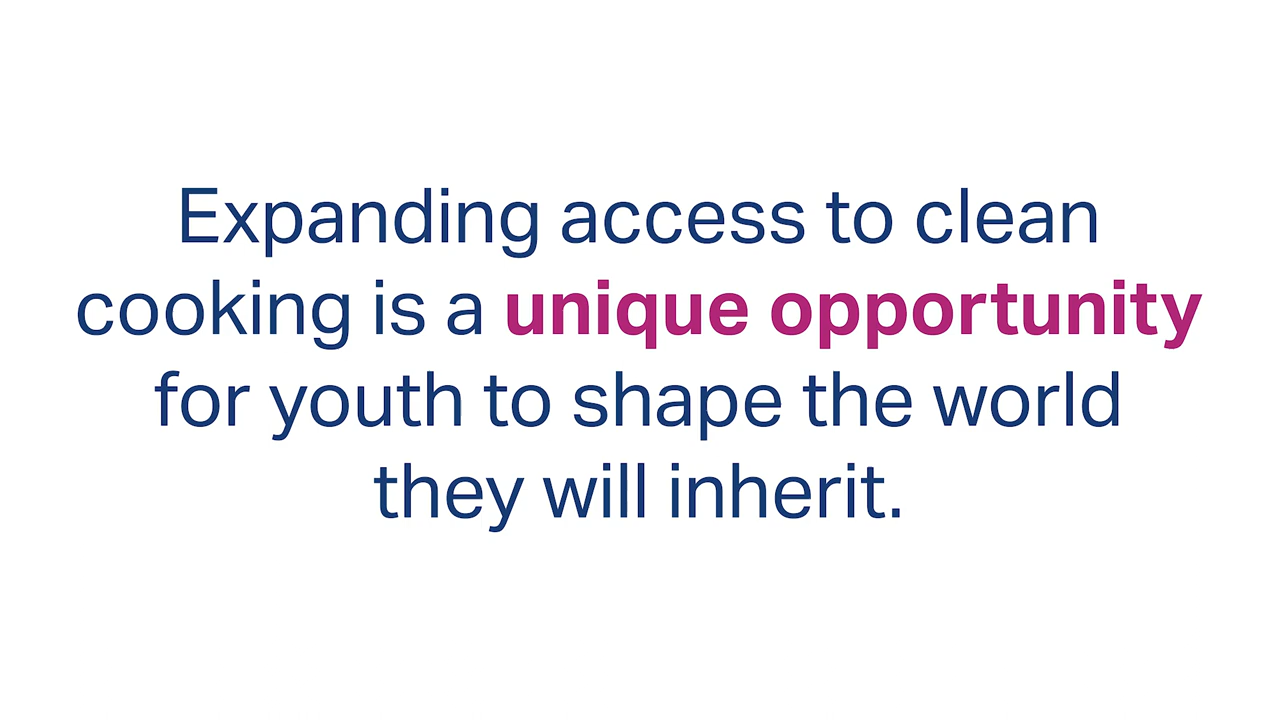 Expanding access to clean
cooking is a unique opportunity
for youth to shape the world
they will inherit.